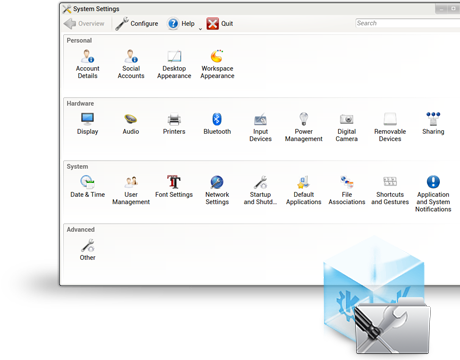 System Settings
Overview Configure Help Quit Search
Personal
Account Details
Social Accounts
Desktop Appearance
Workspace Appearance
Hardware
Display
Audio
Printers
Bluetooth
Input Devices
Power Management
Digital Camera
Removable Devices
Sharing
System
Date & Time
User Management
Font Settings
Network Settings
Startup and Shutd...
Default Applications
File Associations
Shortcuts and Gestures
Application and System Notifications
Advanced
Other